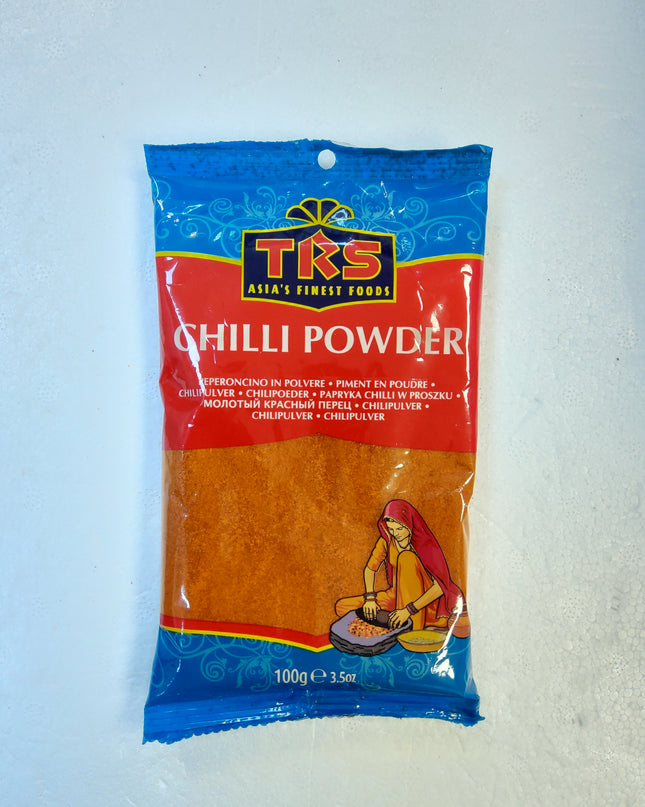 TRS
ASIA'S FINEST FOODS
CHILLI POWDER
PEPERONCINO IN POLVERE • PIMENT EN POUDRE •
CHILIPULVER • CHILIPOEDER • PAPRYKA CHILLI W PROSZKU •
МОЛОТЫЙ КРАСНЫЙ ПЕРЕЦ • CHILIPULVER •
CHILIPULVER • CHILIPULVER
100g ℮ 3.5oz